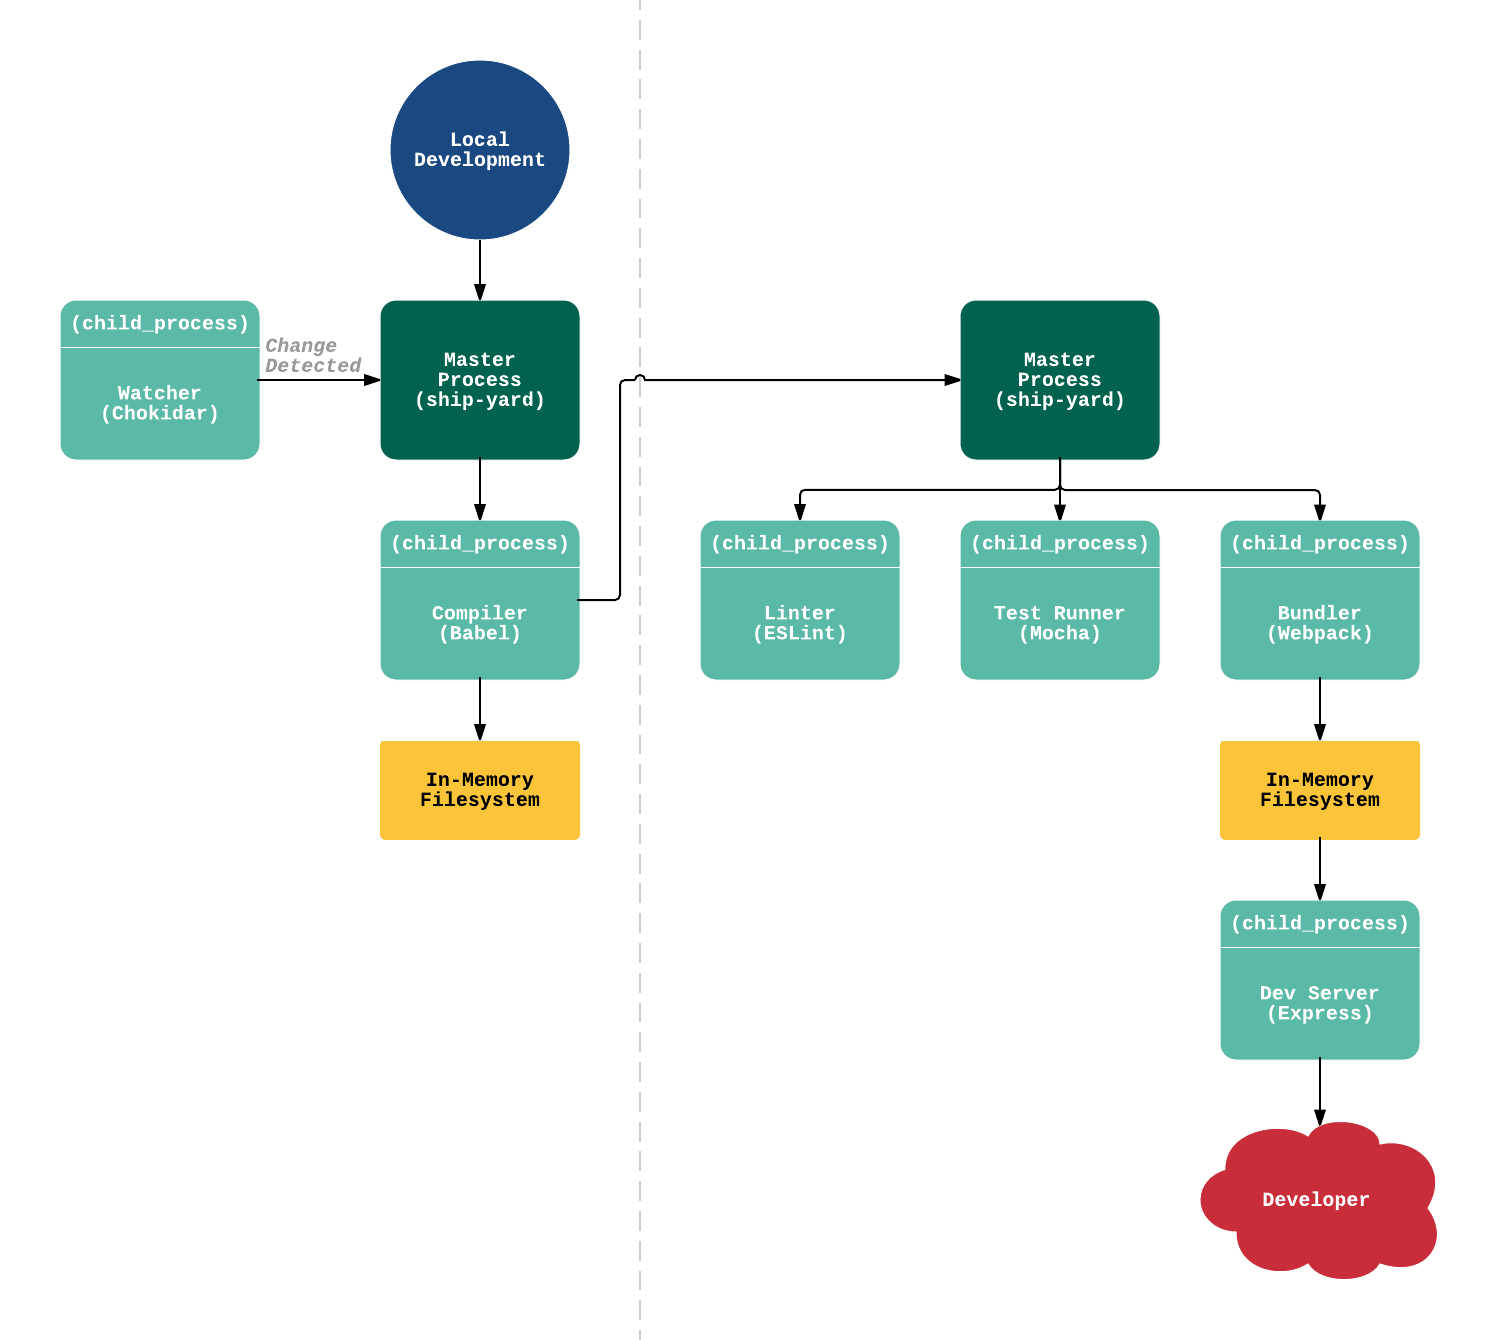 Local
Development
(child_process)
Watcher
(Chokidar)
Change
Detected
Master
Process
(ship-yard)
Master
Process
(ship-yard)
(child_process)
Compiler
(Babel)
(child_process)
Linter
(ESLint)
(child_process)
Test Runner
(Mocha)
(child_process)
Bundler
(Webpack)
In-Memory
Filesystem
In-Memory
Filesystem
(child_process)
Dev Server
(Express)
Developer